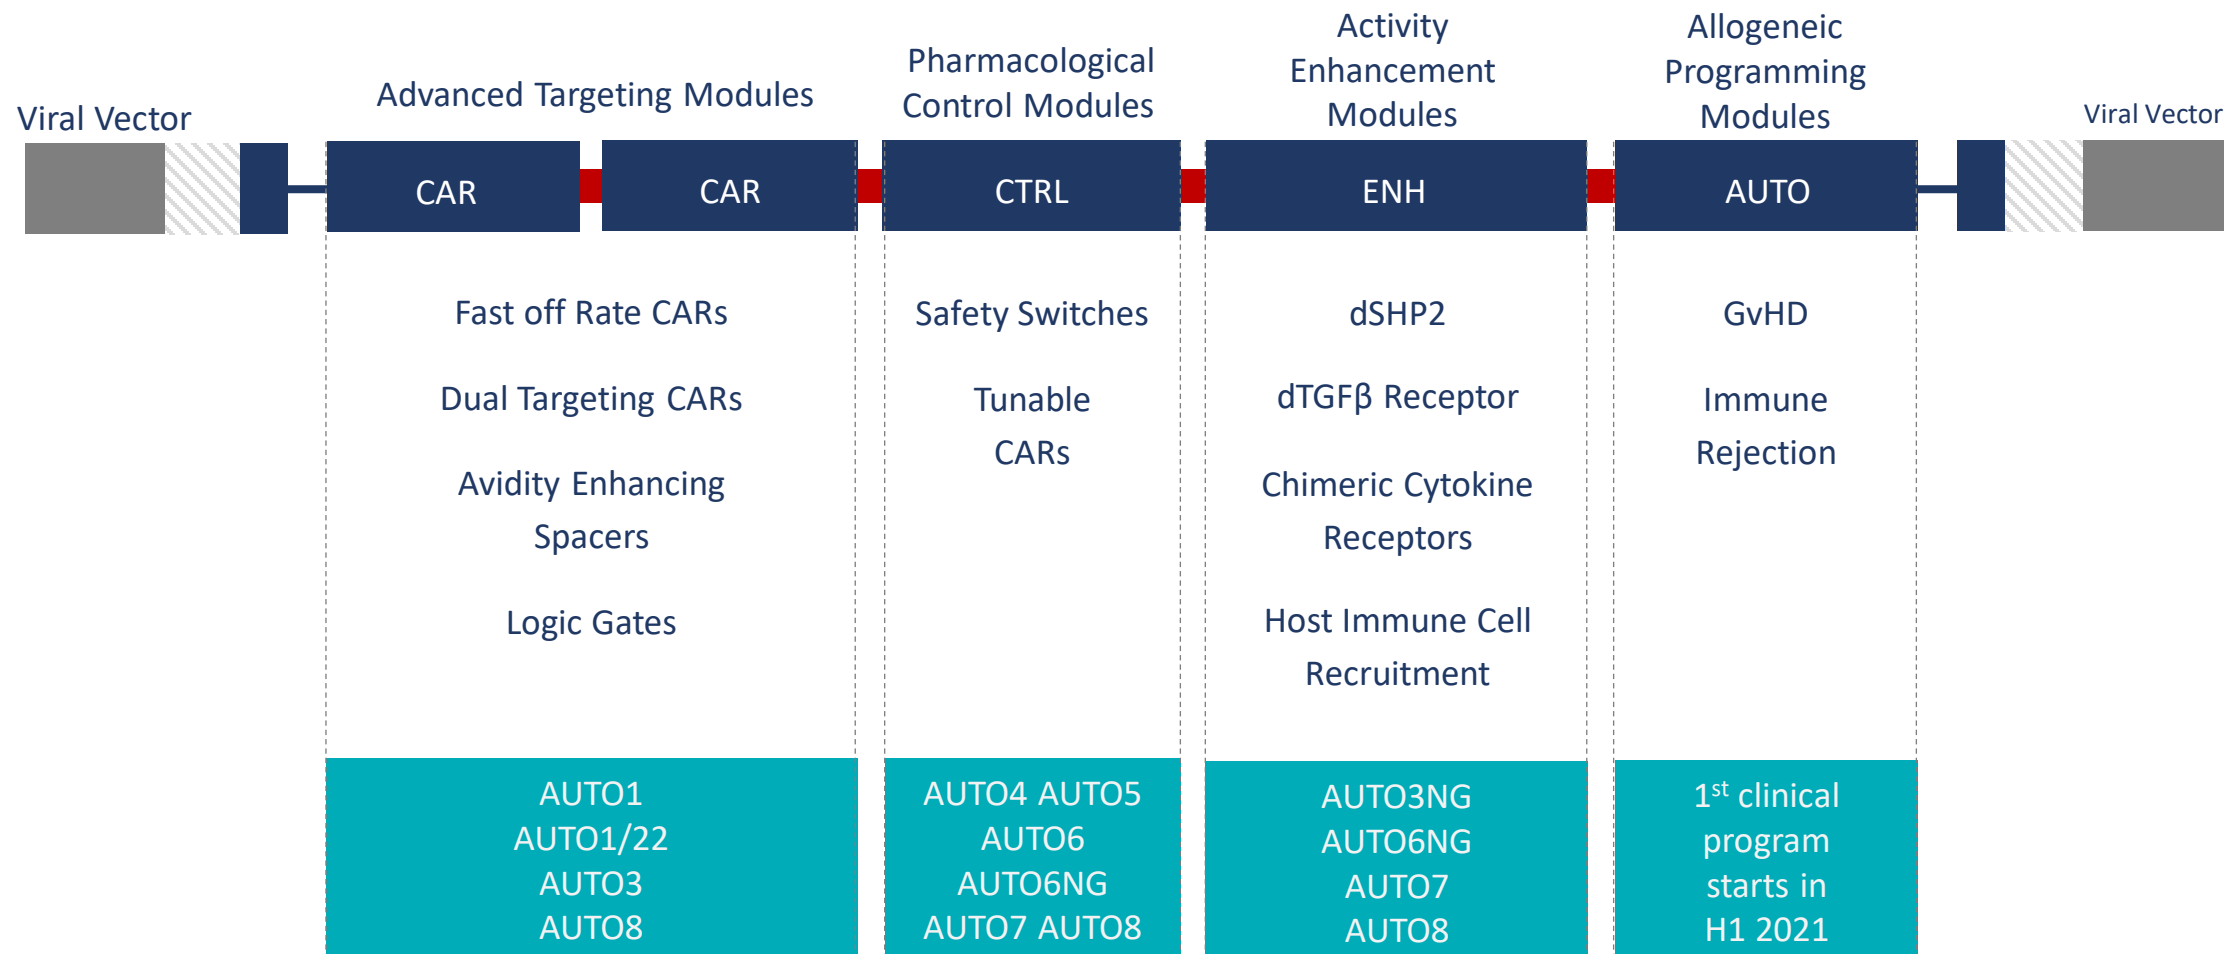 Viral Vector
Advanced Targeting Modules
Pharmacological
Control Modules
Activity
Enhancement
Modules
Allogeneic
Programming
Modules
Viral Vector
CAR
CAR
CTRL
ENH
AUTO
Fast off Rate CARs
Dual Targeting CARs
Avidity Enhancing
Spacers
Logic Gates
Safety Switches
Tunable
CARs
dSHP2
dTGFβ Receptor
Chimeric Cytokine
Receptors
Host Immune Cell
Recruitment
GvHD
Immune
Rejection
AUTO1
AUTO1/22
AUTO3
AUTO8
AUTO4 AUTO5
AUTO6
AUTO6NG
AUTO7 AUTO8
AUTO3NG
AUTO6NG
AUTO7
AUTO8
1st clinical
program
starts in
H1 2021